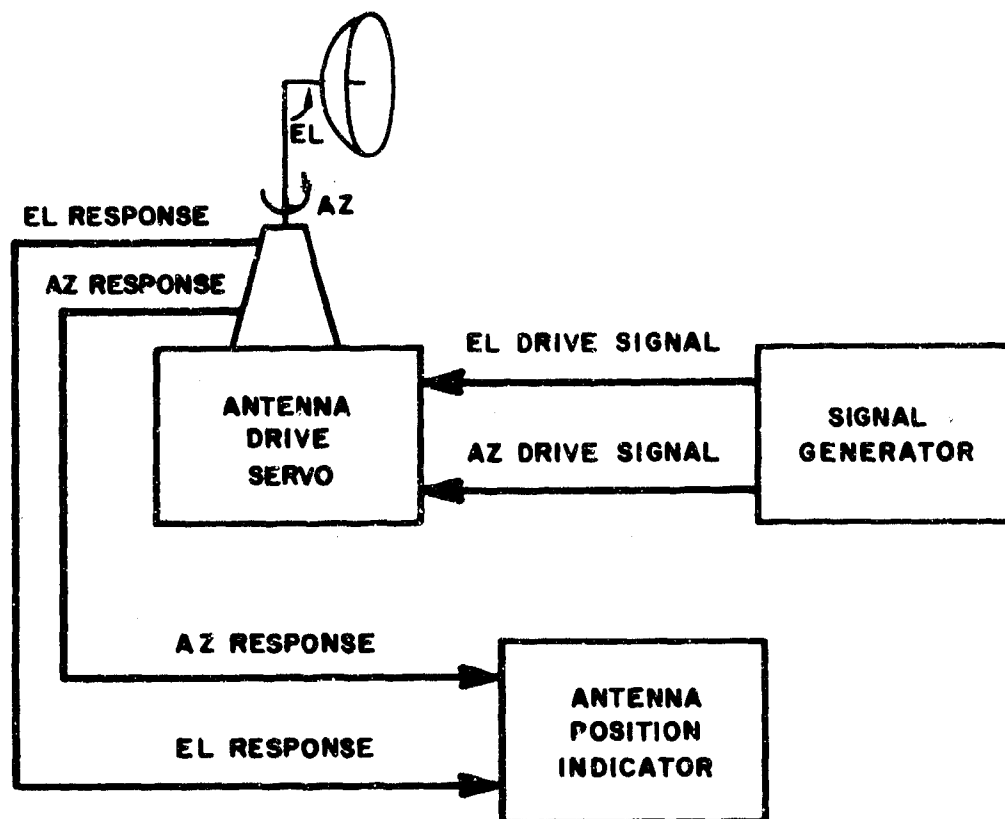 EL
AZ
EL RESPONSE
AZ RESPONSE
EL DRIVE SIGNAL
ANTENNA
DRIVE
SERVO
SIGNAL
GENERATOR
AZ DRIVE SIGNAL
AZ RESPONSE
ANTENNA
POSITION
INDICATOR
EL RESPONSE